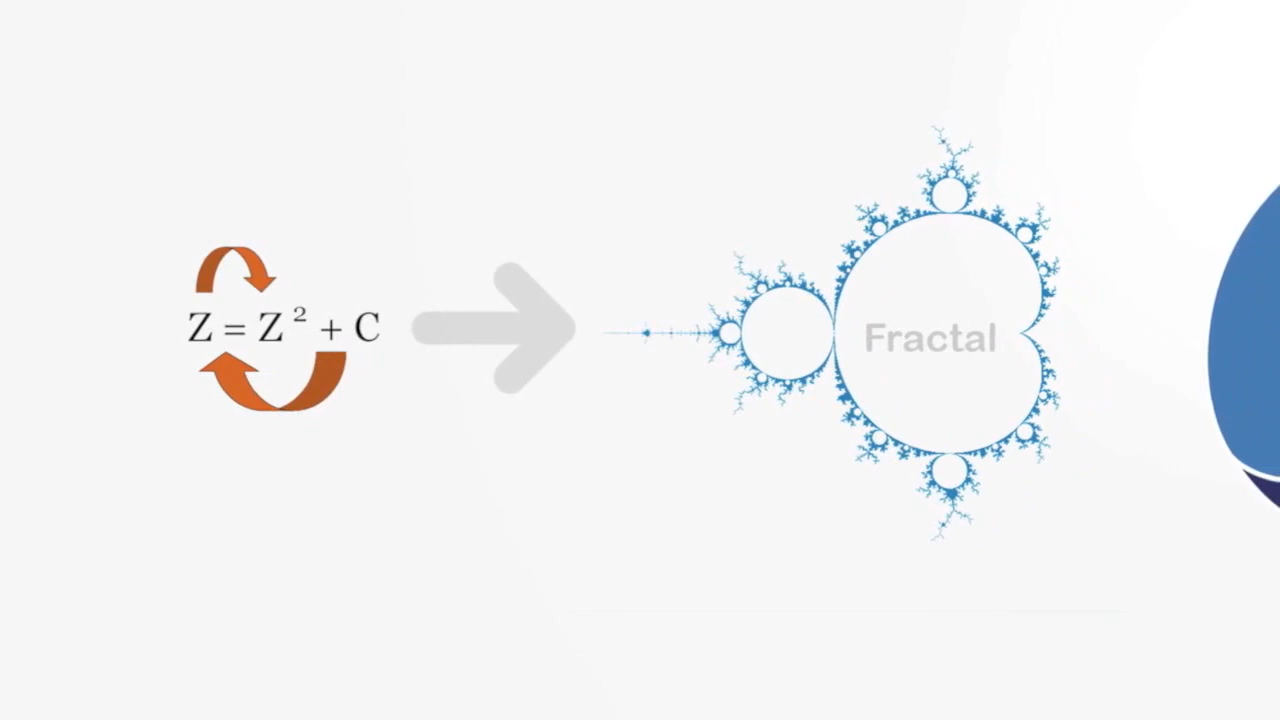 Z = Z² + C
Fractal